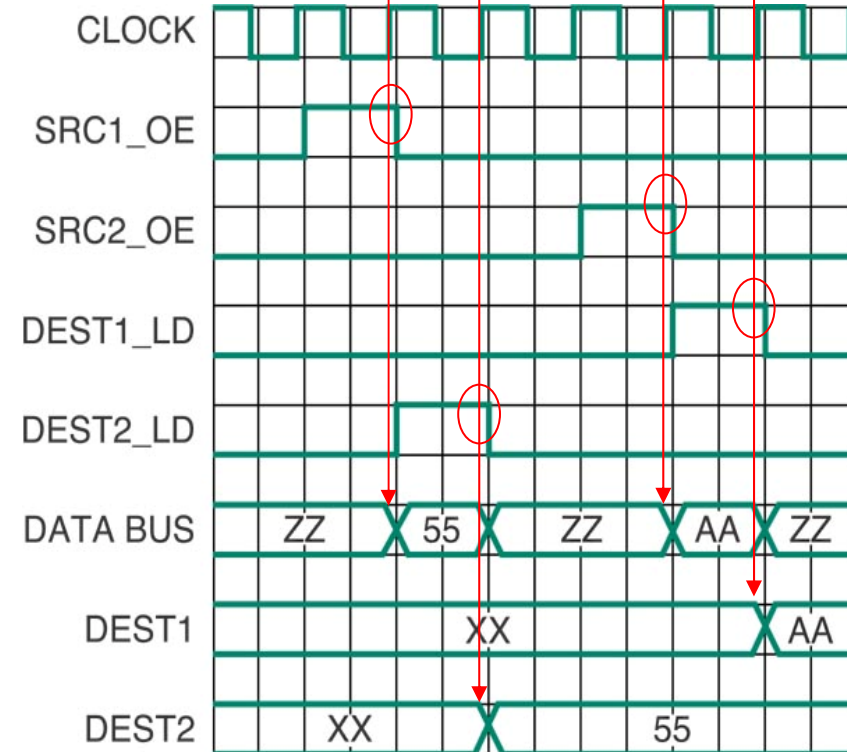 CLOCK
SRC1_OE
SRC2_OE
DEST1_LD
DEST2_LD
DATA BUS ZZ 55 ZZ AA ZZ
DEST1 XX AA
DEST2 XX 55